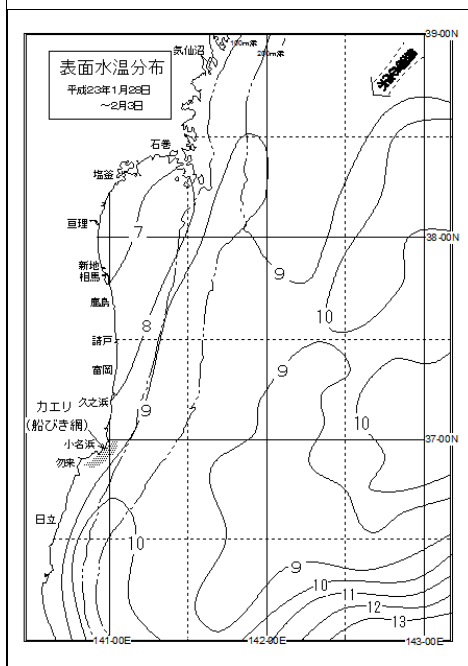 39-00N
気仙沼
100m深
200m深
表面水温分布
平成23年1月28日
～2月3日
石巻
塩釜
亘理
7
38-00N
新地
相馬
9
鹿島
10
8
請戸
富岡
9
9
久之浜
カエリ
(船びき網)
10
小名浜
37-00N
勿来
日立
10
9
10
11
12
13
141-00E
142-00E
143-00E